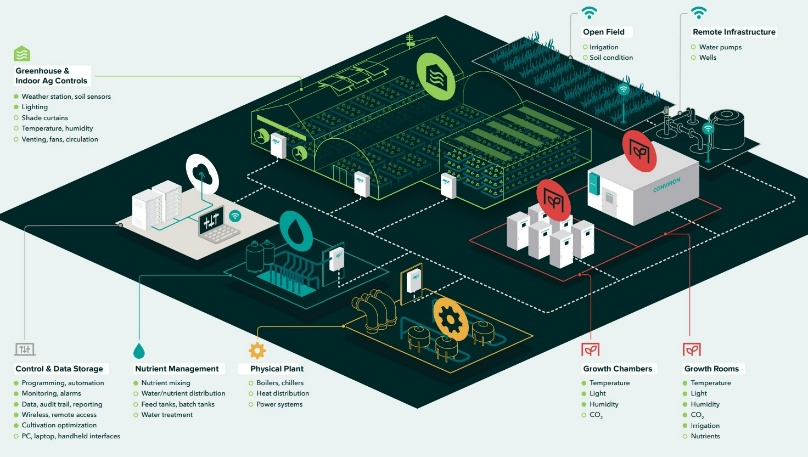 Open Field
Irrigation
Soil condition
Remote Infrastructure
Water pumps
Wells
Greenhouse &
Indoor Ag Controls
Weather station, soil sensors
Lighting
Shade curtains
Temperature, humidity
Venting, fans, circulation
CONVIRON
Control & Data Storage
Programming, automation
Monitoring, alarms
Data, audit trail, reporting
Wireless, remote access
Cultivation optimization
PC, laptop, handheld interfaces
Nutrient Management
Nutrient mixing
Water/nutrient distribution
Feed tanks, batch tanks
Water treatment
Physical Plant
Boilers, chillers
Heat distribution
Power systems
Growth Chambers
Temperature
Light
Humidity
CO₂
Growth Rooms
Temperature
Light
Humidity
CO₂
Irrigation
Nutrients